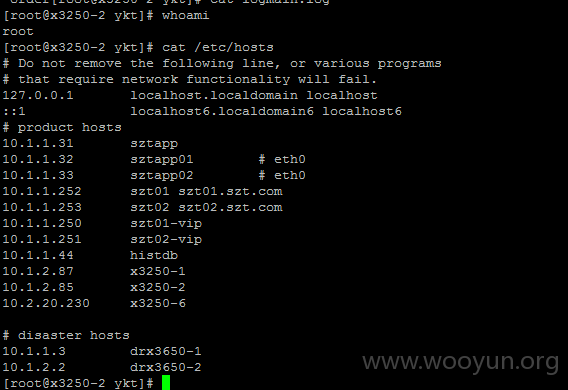 order[root@x3250-2 ykt]# cat logmain.log
[root@x3250-2 ykt]# whoami
root
[root@x3250-2 ykt]# cat /etc/hosts
# Do not remove the following line, or various programs
# that require network functionality will fail.
127.0.0.1 localhost.localdomain localhost
::1 localhost6.localdomain6 localhost6
# product hosts
10.1.1.31 sztapp
10.1.1.32 sztapp01 # eth0
10.1.1.33 sztapp02 # eth0
10.1.1.252 szt01 szt01.szt.com
10.1.1.253 szt02 szt02.szt.com
10.1.1.250 szt01-vip
10.1.1.251 szt02-vip
10.1.1.44 histdb
10.1.2.87 x3250-1
10.1.2.85 x3250-2
10.2.20.230 x3250-6
# disaster hosts
10.1.1.3 drx3650-1
10.1.2.2 drx3650-2
[root@x3250-2 ykt]#
www.wooyun.org